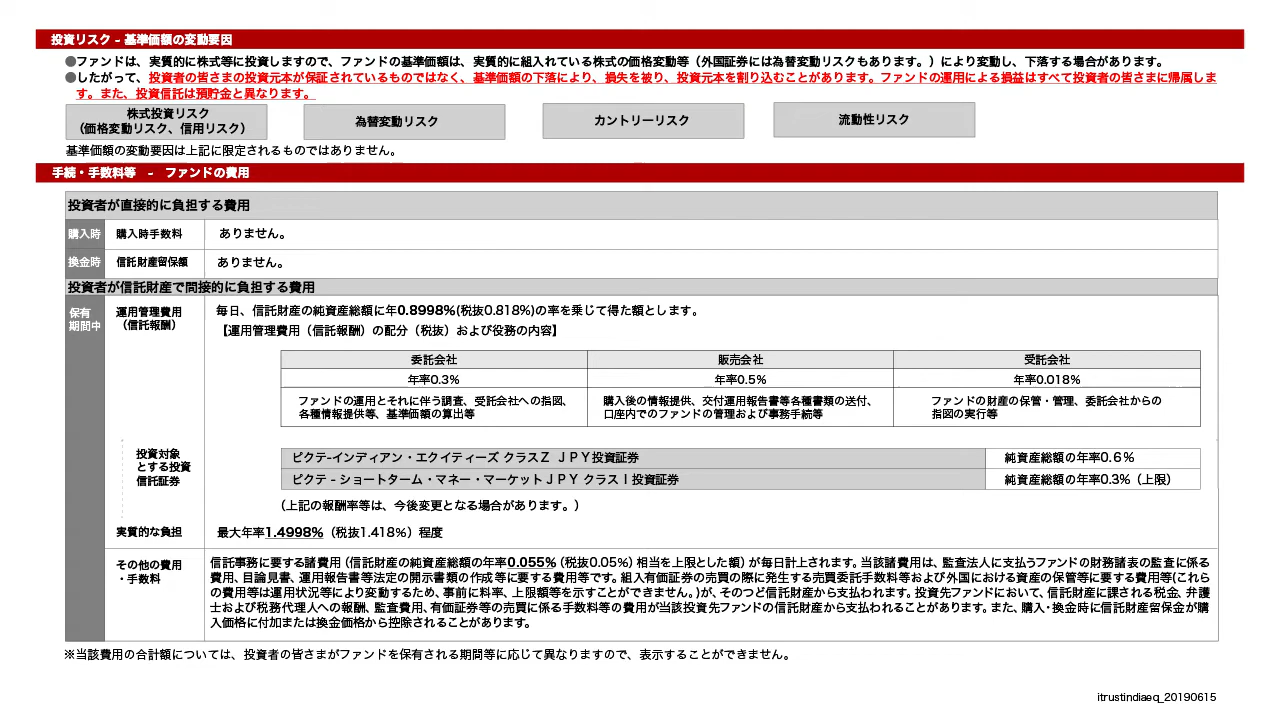 投資リスク - 基準価額の変動要因
●ファンドは、実質的に株式等に投資しますので、ファンドの基準価額は、実質的に組入れている株式の価格変動等（外国証券には為替変動リスクもあります。）により変動し、下落する場合があります。
●したがって、投資者の皆さまの投資元本が保証されているものではなく、基準価額の下落により、損失を被り、投資元本を割り込むことがあります。ファンドの運用による損益はすべて投資者の皆さまに帰属しま
す。また、投資信託は預貯金と異なります。
株式投資リスク
（価格変動リスク、信用リスク）
為替変動リスク
カントリーリスク
流動性リスク
基準価額の変動要因は上記に限定されるものではありません。
手続・手数料等 - ファンドの費用
投資者が直接的に負担する費用
購入時 購入時手数料 ありません。
換金時 信託財産留保額 ありません。
投資者が信託財産で間接的に負担する費用
保有
期間中
運用管理費用
（信託報酬）
毎日、信託財産の純資産総額に年0.8998%(税抜0.818%)の率を乗じて得た額とします。
【運用管理費用（信託報酬）の配分（税抜）および役務の内容】
委託会社 販売会社 受託会社
年率0.3% 年率0.5% 年率0.018%
ファンドの運用とそれに伴う調査、受託会社への指図、
各種情報提供等、基準価額の算出等
購入後の情報提供、交付運用報告書等各種書類の送付、
口座内でのファンドの管理および事務手続等
ファンドの財産の保管・管理、委託会社からの
指図の実行等
投資対象
とする投資
信託証券
ピクテ-インディアン・エクイティーズ クラスＺ ＪＰＹ投資証券 純資産総額の年率0.6％
ピクテ - ショートターム・マネー・マーケットＪＰＹ クラスＩ投資証券 純資産総額の年率0.3%（上限）
（上記の報酬率等は、今後変更となる場合があります。）
実質的な負担 最大年率1.4998%（税抜1.418%）程度
その他の費用
・手数料
信託事務に要する諸費用（信託財産の純資産総額の年率0.055%（税抜0.05%）相当を上限とした額）が毎日計上されます。当該諸費用は、監査法人に支払うファンドの財務諸表の監査に係る
費用、目論見書、運用報告書等法定の開示書類の作成等に要する費用等です。組入有価証券の売買の際に発生する売買委託手数料等および外国における資産の保管等に要する費用等(これら
の費用等は運用状況等により変動するため、事前に料率、上限額等を示すことができません。)が、そのつど信託財産から支払われます。投資先ファンドにおいて、信託財産に課される税金、弁護
士および税務代理人への報酬、監査費用、有価証券等の売買に係る手数料等の費用が当該投資先ファンドの信託財産から支払われることがあります。また、購入・換金時に信託財産留保金が購
入価格に付加または換金価格から控除されることがあります。
※当該費用の合計額については、投資者の皆さまがファンドを保有される期間等に応じて異なりますので、表示することができません。
itrustindiaeq_20190615